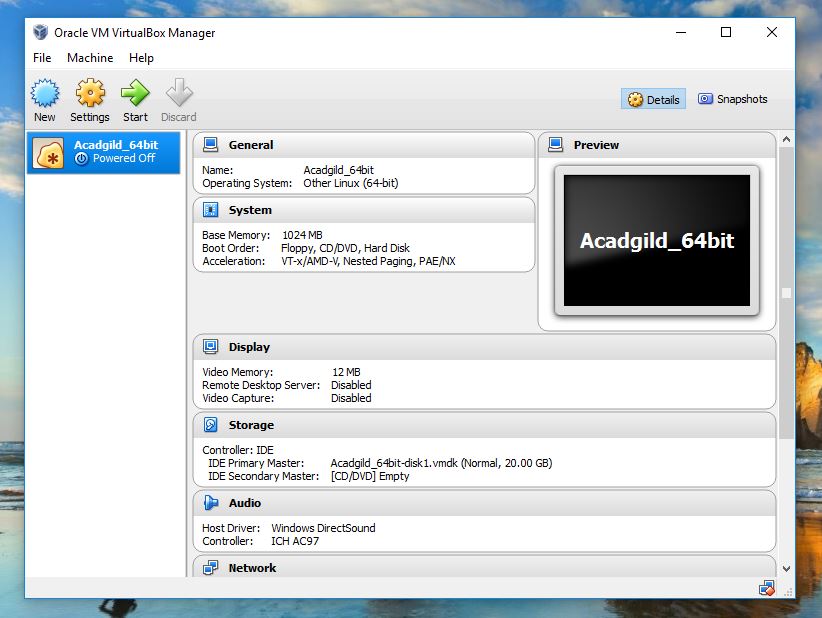 Oracle VM VirtualBox Manager
File Machine Help
New Settings Start Discard
Details Snapshots
Acadgild_64bit
Powered Off
General
Name: Acadgild_64bit
Operating System: Other Linux (64-bit)
System
Base Memory: 1024 MB
Boot Order: Floppy, CD/DVD, Hard Disk
Acceleration: VT-x/AMD-V, Nested Paging, PAE/NX
Preview
Acadgild_64bit
Display
Video Memory: 12 MB
Remote Desktop Server: Disabled
Video Capture: Disabled
Storage
Controller: IDE
IDE Primary Master: Acadgild_64bit-disk1.vmdk (Normal, 20.00 GB)
IDE Secondary Master: [CD/DVD] Empty
Audio
Host Driver: Windows DirectSound
Controller: ICH AC97
Network